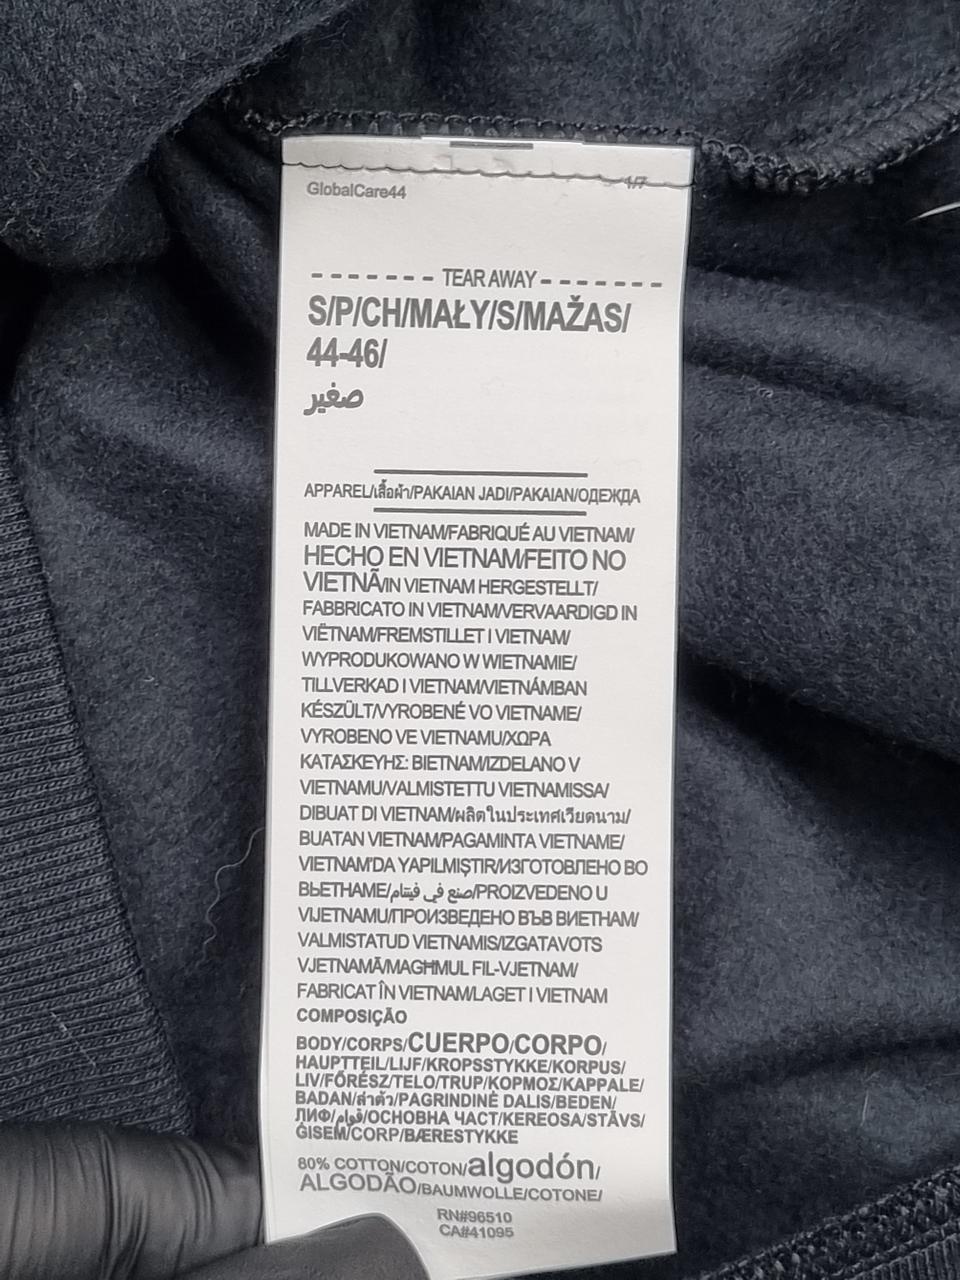 GlobalCare44
1/7
- - - - - - - TEAR AWAY - - - - - - -
S/P/CH/MAŁY/S/MAŽAS/
44-46/
صغير
APPAREL/เสื้อผ้า/PAKAIAN JADI/PAKAIAN/ОДЕЖДА
MADE IN VIETNAM/FABRIQUÉ AU VIETNAM/
HECHO EN VIETNAM/FEITO NO
VIETNÃ/IN VIETNAM HERGESTELLT/
FABBRICATO IN VIETNAM/VERVAARDIGD IN
VIËTNAM/FREMSTILLET I VIETNAM/
WYPRODUKOWANO W WIETNAMIE/
TILLVERKAD I VIETNAM/VIETNÁMBAN
KÉSZÜLT/VYROBENÉ VO VIETNAME/
VYROBENO VE VIETNAMU/ΧΩΡΑ
ΚΑΤΑΣΚΕΥΗΣ: ΒΙΕΤΝΑΜ/IZDELANO V
VIETNAMU/VALMISTETTU VIETNAMISSA/
DIBUAT DI VIETNAM/ผลิตในประเทศเวียดนาม/
BUATAN VIETNAM/PAGAMINTA VIETNAME/
VIETNAM'DA YAPILMIŞTIR/ИЗГОТОВЛЕНО ВО
ВЬЕТНАМЕ/صنع في فيتنام/PROIZVEDENO U
VIJETNAMU/ПРОИЗВЕДЕНО ВЪВ ВИЕТНАМ/
VALMISTATUD VIETNAMIS/IZGATAVOTS
VJETNAMĀ/MAGĦMUL FIL-VJETNAM/
FABRICAT ÎN VIETNAM/LAGET I VIETNAM
COMPOSIÇÃO
BODY/CORPS/CUERPO/CORPO/
HAUPTTEIL/LIJF/KROPSSTYKKE/KORPUS/
LIV/FŐRÉSZ/TELO/TRUP/ΚΟΡΜΟΣ/KAPPALE/
BADAN/ลำตัว/PAGRINDINĖ DALIS/BEDEN/
ЛИФ/قوام/ОСНОВНА ЧАСТ/KEREOSA/STĀVS/
ĠISEM/CORP/BÆRESTYKKE
80% COTTON/COTON/algodón/
ALGODÃO/BAUMWOLLE/COTONE/
RN#96510
CA#41095